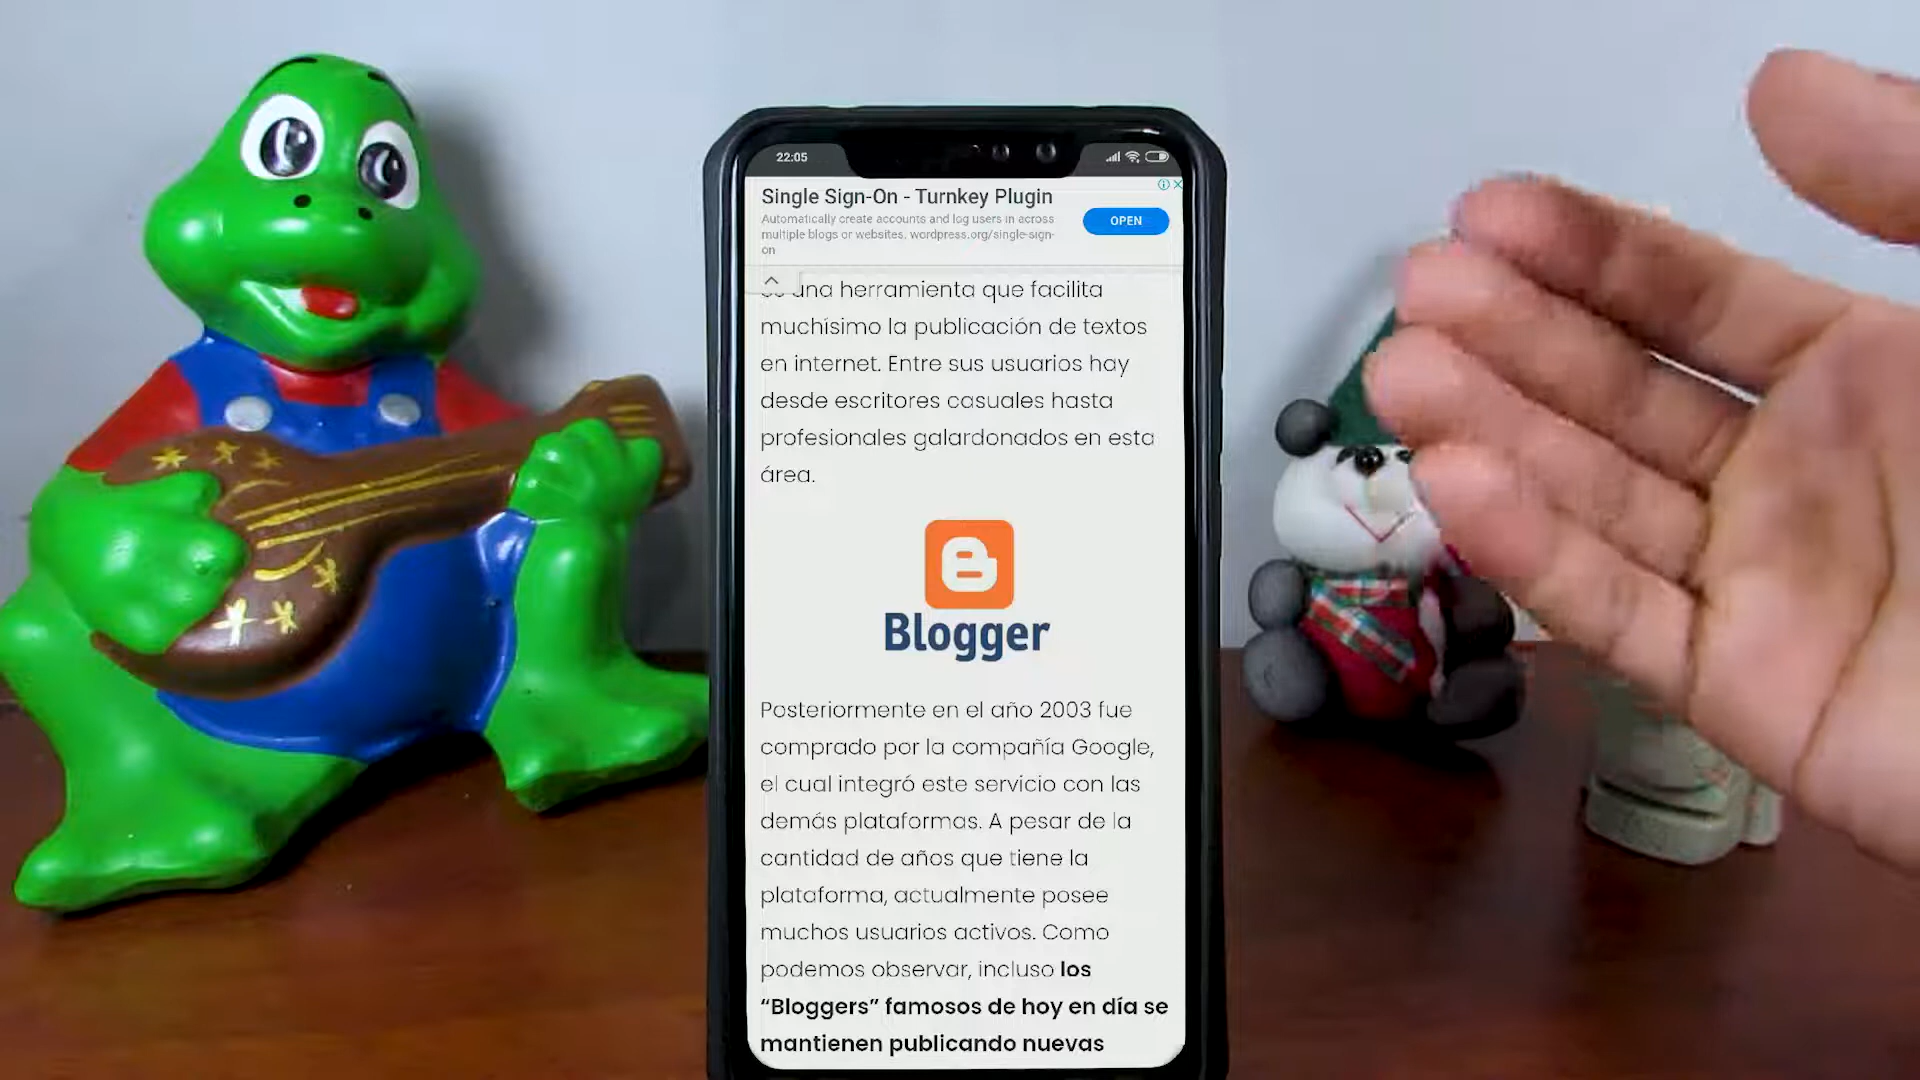 22:05
Single Sign-On - Turnkey Plugin
Automatically create accounts and log users in across
multiple blogs or websites. wordpress.org/single-sign-
on
OPEN
una herramienta que facilita
muchísimo la publicación de textos
en internet. Entre sus usuarios hay
desde escritores casuales hasta
profesionales galardonados en esta
área.
Blogger
Posteriormente en el año 2003 fue
comprado por la compañía Google,
el cual integró este servicio con las
demás plataformas. A pesar de la
cantidad de años que tiene la
plataforma, actualmente posee
muchos usuarios activos. Como
podemos observar, incluso los
“Bloggers” famosos de hoy en día se
mantienen publicando nuevas